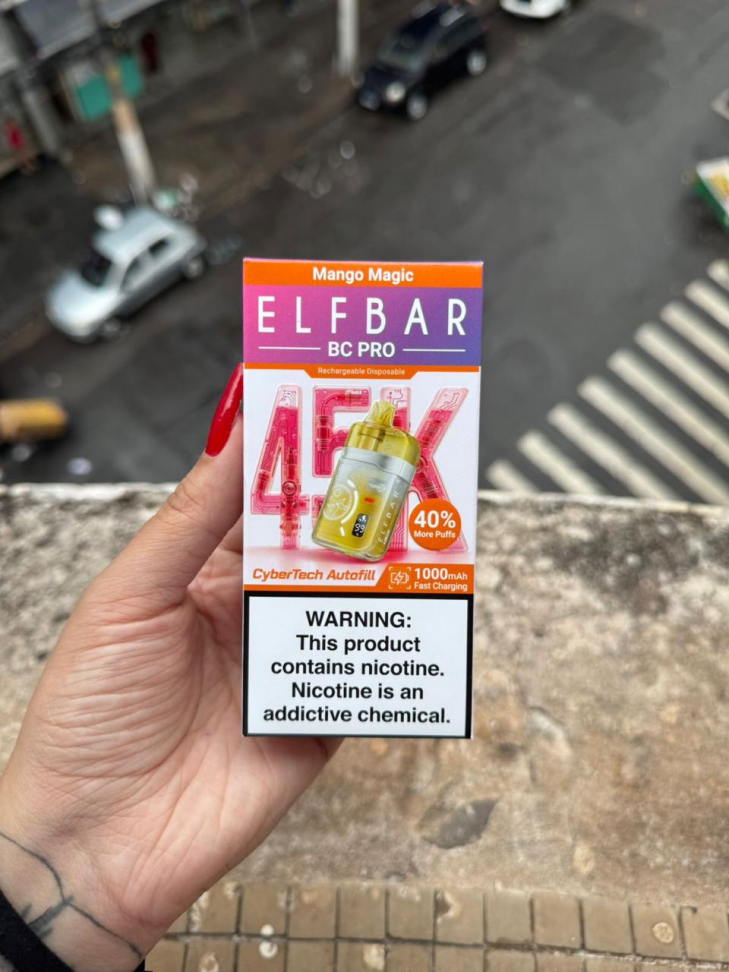 Mango Magic
ELFBAR
BC PRO
Rechargeable Disposable
45K
40%
More Puffs
ELFBAR
CyberTech Autofill
1000mAh
Fast Charging
WARNING:
This product
contains nicotine.
Nicotine is an
addictive chemical.